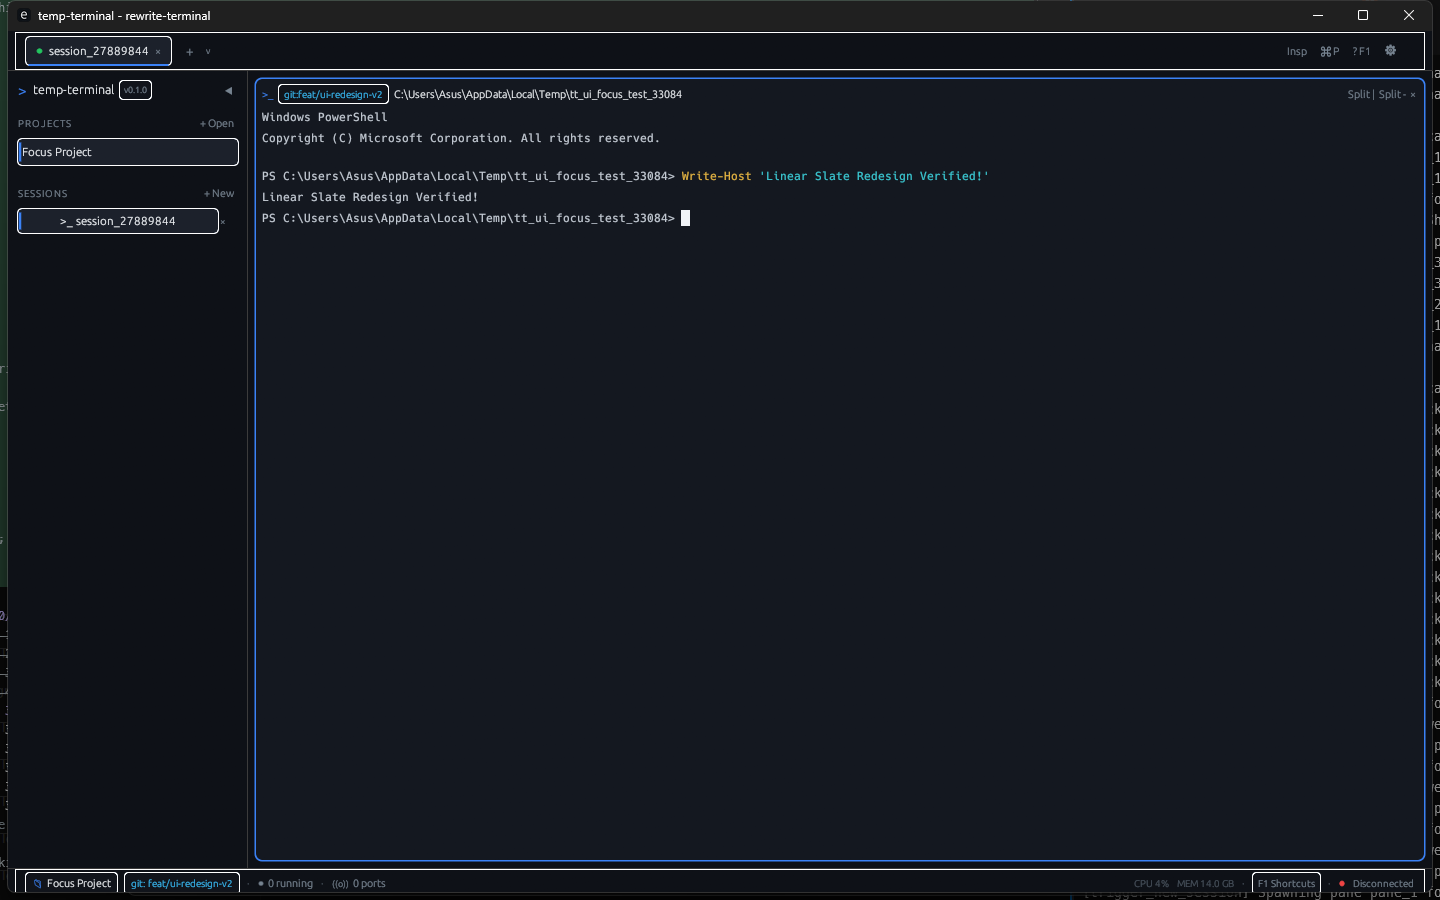 e temp-terminal - rewrite-terminal
session_27889844 × + v Insp ⌘P ?F1
> temp-terminal v0.1.0
PROJECTS +Open
Focus Project
SESSIONS +New
>_ session_27889844 ×
>_ git:feat/ui-redesign-v2 C:\Users\Asus\AppData\Local\Temp\tt_ui_focus_test_33084 Split| Split- ×
Windows PowerShell
Copyright (C) Microsoft Corporation. All rights reserved.
PS C:\Users\Asus\AppData\Local\Temp\tt_ui_focus_test_33084> Write-Host 'Linear Slate Redesign Verified!'
Linear Slate Redesign Verified!
PS C:\Users\Asus\AppData\Local\Temp\tt_ui_focus_test_33084>
Focus Project git: feat/ui-redesign-v2 · 0 running · ((o)) 0 ports CPU 4% MEM 14.0 GB · F1 Shortcuts · Disconnected